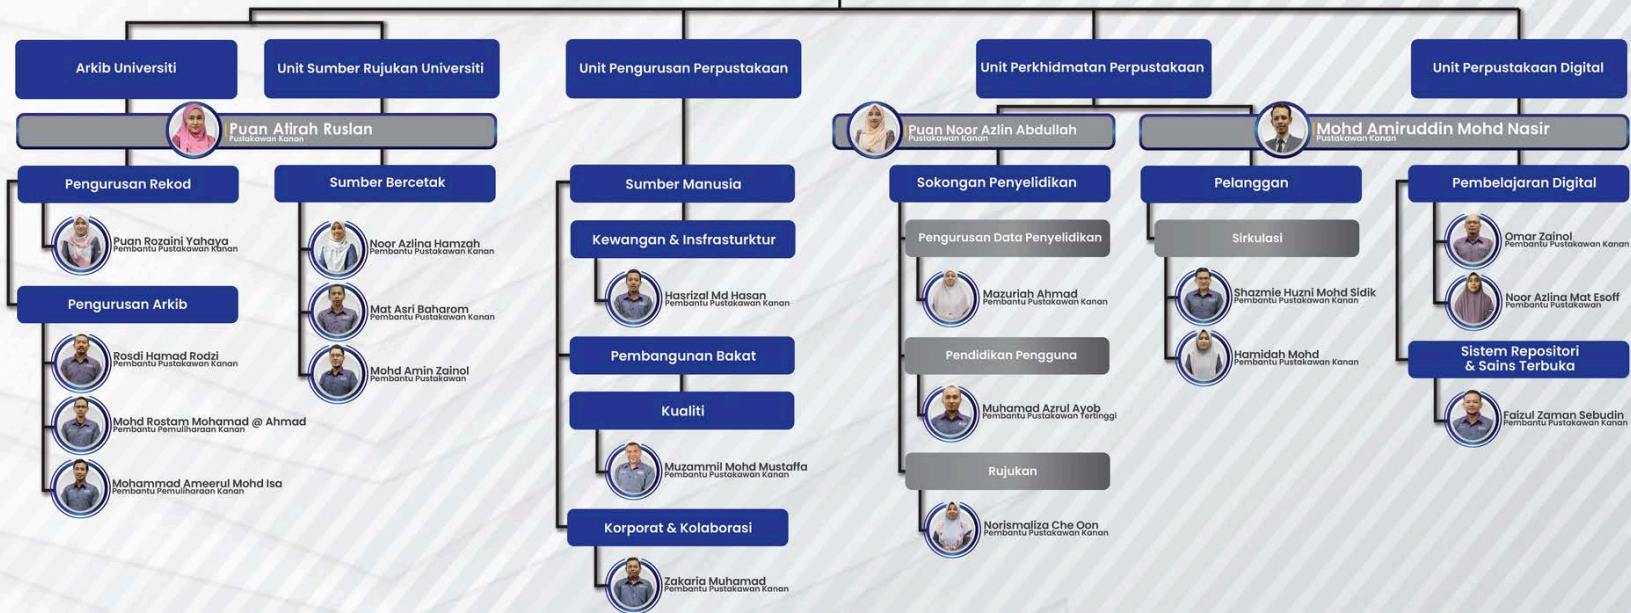 Arkib Universiti
Unit Sumber Rujukan Universiti
Unit Pengurusan Perpustakaan
Unit Perkhidmatan Perpustakaan
Unit Perpustakaan Digital
Puan Atirah Ruslan
Pustakawan Kanan
Puan Noor Azlin Abdullah
Pustakawan Kanan
Mohd Amiruddin Mohd Nasir
Pustakawan Kanan
Pengurusan Rekod
Puan Rozaini Yahaya
Pembantu Pustakawan Kanan
Pengurusan Arkib
Rosdi Hamad Rodzi
Pembantu Pustakawan Kanan
Mohd Rostam Mohamad @ Ahmad
Pembantu Pemuliharaan Kanan
Mohammad Ameerul Mohd Isa
Pembantu Pemuliharaan Kanan
Sumber Bercetak
Noor Azlina Hamzah
Pembantu Pustakawan Kanan
Mat Asri Baharom
Pembantu Pustakawan Kanan
Mohd Amin Zainol
Pembantu Pustakawan
Sumber Manusia
Kewangan & Insfrasturktur
Hasrizal Md Hasan
Pembantu Pustakawan Kanan
Pembangunan Bakat
Kualiti
Muzammil Mohd Mustaffa
Pembantu Pustakawan Kanan
Korporat & Kolaborasi
Zakaria Muhamad
Pembantu Pustakawan Kanan
Sokongan Penyelidikan
Pengurusan Data Penyelidikan
Mazuriah Ahmad
Pembantu Pustakawan Kanan
Pendidikan Pengguna
Muhamad Azrul Ayob
Pembantu Pustakawan Tertinggi
Rujukan
Norismaliza Che Oon
Pembantu Pustakawan Kanan
Pelanggan
Sirkulasi
Shazmie Huzni Mohd Sidik
Pembantu Pustakawan Kanan
Hamidah Mohd
Pembantu Pustakawan Kanan
Pembelajaran Digital
Omar Zainol
Pembantu Pustakawan Kanan
Noor Azlina Mat Esoff
Pembantu Pustakawan
Sistem Repositori
& Sains Terbuka
Faizul Zaman Sebudin
Pembantu Pustakawan Kanan